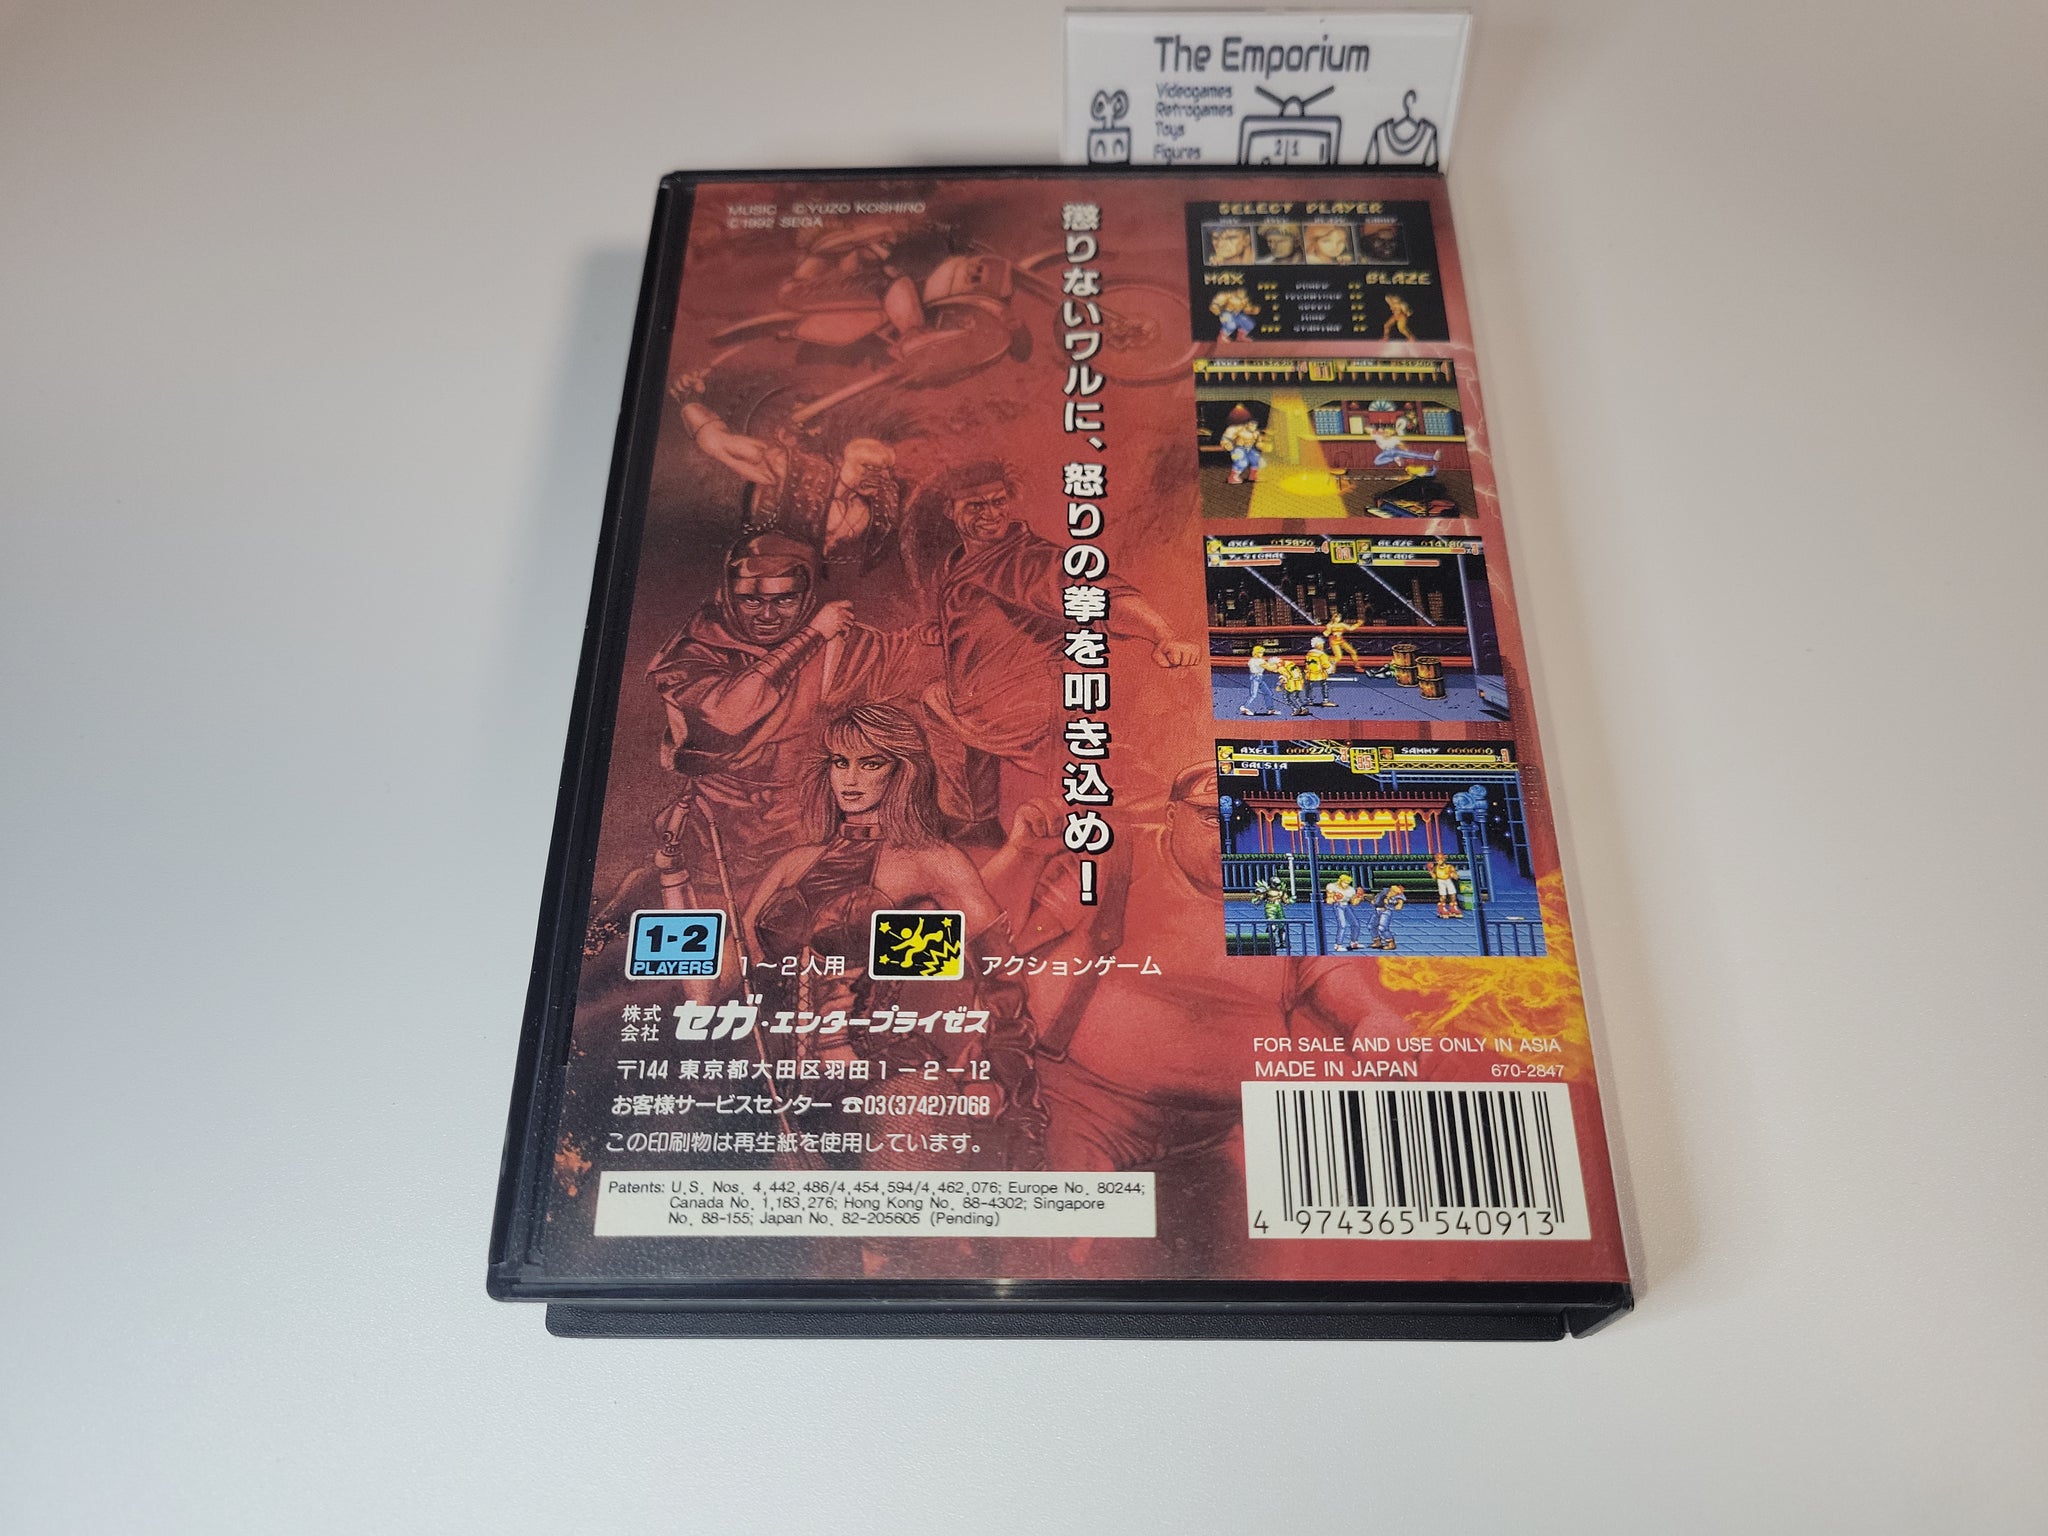 The Emporium
Videogames
Retrogames
Toys
Figures
MUSIC ©YUZO KOSHIRO
©1992 SEGA
懲りないワルに、怒りの拳を叩き込め!
SELECT PLAYER
MAX BLAZE
AXEL 015850
Y.SIGNAL
BLAZE 014180
BLADE
AXEL 000270
GALSIA
TIME
SAMMY 000000
1-2
PLAYERS
1〜2人用
アクションゲーム
株式会社 セガ・エンタープライゼス
〒144 東京都大田区羽田1-2-12
お客様サービスセンター ☎03(3742)7068
この印刷物は再生紙を使用しています。
Patents: U.S. Nos. 4,442,486/4,454,594/4,462,076; Europe No. 80244;
Canada No. 1,183,276; Hong Kong No. 88-4302; Singapore
No. 88-155; Japan No. 82-205605 (Pending)
FOR SALE AND USE ONLY IN ASIA
MADE IN JAPAN 670-2847
4 974365 540913